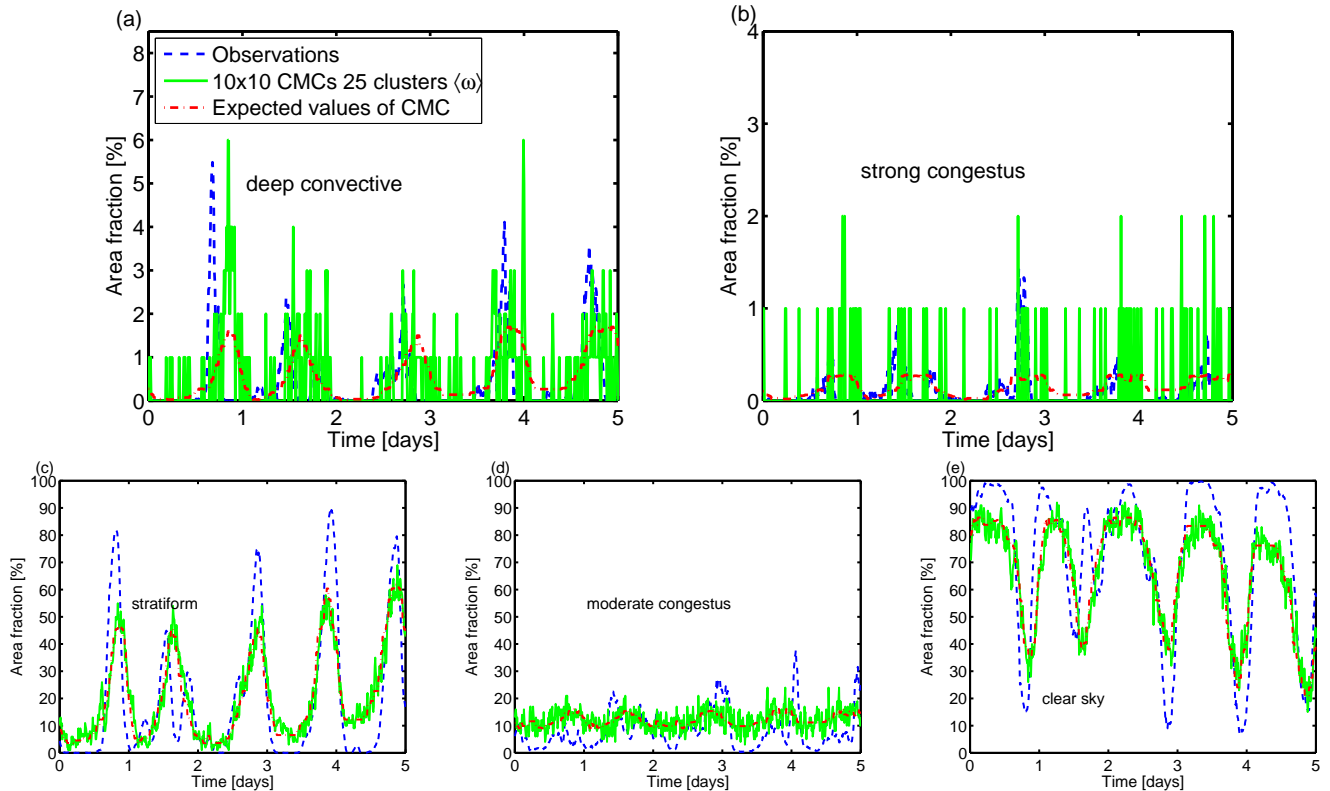 (a)
8
7
6
5
4
3
2
1
0
Area fraction [%]
Observations
10x10 CMCs 25 clusters ⟨ω⟩
Expected values of CMC
deep convective
0 1 2 3 4 5
Time [days]
(b)
4
3
2
1
0
Area fraction [%]
strong congestus
0 1 2 3 4 5
Time [days]
(c)
100
90
80
70
60
50
40
30
20
10
0
Area fraction [%]
stratiform
0 1 2 3 4 5
Time [days]
(d)
100
90
80
70
60
50
40
30
20
10
0
Area fraction [%]
moderate congestus
0 1 2 3 4 5
Time [days]
(e)
100
90
80
70
60
50
40
30
20
10
0
Area fraction [%]
clear sky
0 1 2 3 4 5
Time [days]